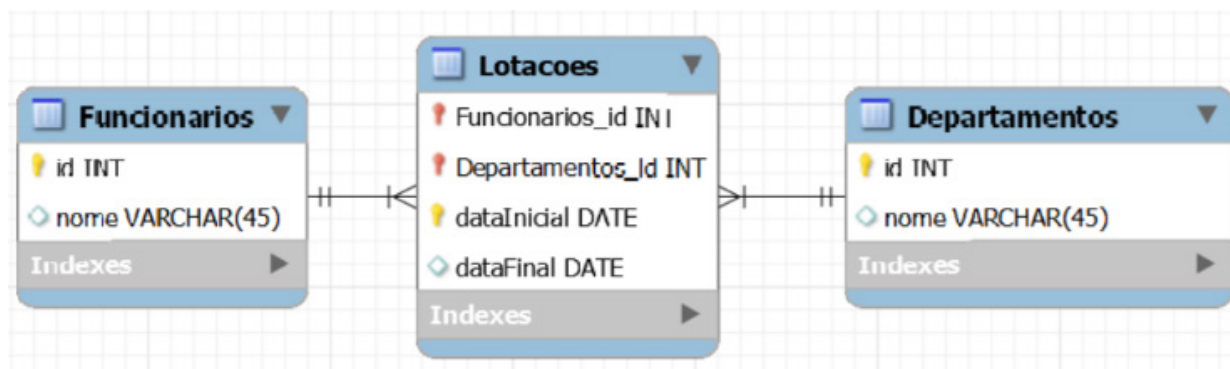 Funcionarios
id INT
nome VARCHAR(45)
Indexes
Lotacoes
Funcionarios_id INT
Departamentos_id INT
dataInicial DATE
dataFinal DATE
Indexes
Departamentos
id INT
nome VARCHAR(45)
Indexes